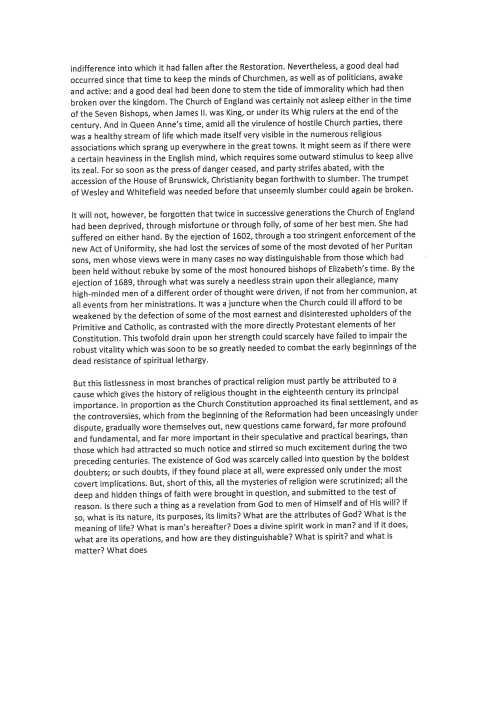 indifference into which it had fallen after the Restoration. Nevertheless, a good deal had
occurred since that time to keep the minds of Churchmen, as well as of politicians, awake
and active: and a good deal had been done to stem the tide of immorality which had then
broken over the kingdom. The Church of England was certainly not asleep either in the time
of the Seven Bishops, when James II. was King, or under its Whig rulers at the end of the
century. And in Queen Anne's time, amid all the virulence of hostile Church parties, there
was a healthy stream of life which made itself very visible in the numerous religious
associations which sprang up everywhere in the great towns. It might seem as if there were
a certain heaviness in the English mind, which requires some outward stimulus to keep alive
its zeal. For so soon as the press of danger ceased, and party strifes abated, with the
accession of the House of Brunswick, Christianity began forthwith to slumber. The trumpet
of Wesley and Whitefield was needed before that unseemly slumber could again be broken.

It will not, however, be forgotten that twice in successive generations the Church of England
had been deprived, through misfortune or through folly, of some of her best men. She had
suffered on either hand. By the ejection of 1602, through a too stringent enforcement of the
new Act of Uniformity, she had lost the services of some of the most devoted of her Puritan
sons, men whose views were in many cases no way distinguishable from those which had
been held without rebuke by some of the most honoured bishops of Elizabeth's time. By the
ejection of 1689, through what was surely a needless strain upon their allegiance, many
high-minded men of a different order of thought were driven, if not from her communion, at
all events from her ministrations. It was a juncture when the Church could ill afford to be
weakened by the defection of some of the most earnest and disinterested upholders of the
Primitive and Catholic, as contrasted with the more directly Protestant elements of her
Constitution. This twofold drain upon her strength could scarcely have failed to impair the
robust vitality which was soon to be so greatly needed to combat the early beginnings of the
dead resistance of spiritual lethargy.

But this listlessness in most branches of practical religion must partly be attributed to a
cause which gives the history of religious thought in the eighteenth century its principal
importance. In proportion as the Church Constitution approached its final settlement, and as
the controversies, which from the beginning of the Reformation had been unceasingly under
dispute, gradually wore themselves out, new questions came forward, far more profound
and fundamental, and far more important in their speculative and practical bearings, than
those which had attracted so much notice and stirred so much excitement during the two
preceding centuries. The existence of God was scarcely called into question by the boldest
doubters; or such doubts, if they found place at all, were expressed only under the most
covert implications. But, short of this, all the mysteries of religion were scrutinized; all the
deep and hidden things of faith were brought in question, and submitted to the test of
reason. Is there such a thing as a revelation from God to men of Himself and of His will? If
so, what is its nature, its purposes, its limits? What are the attributes of God? What is the
meaning of life? What is man's hereafter? Does a divine spirit work in man? and if it does,
what are its operations, and how are they distinguishable? What is spirit? and what is
matter? What does